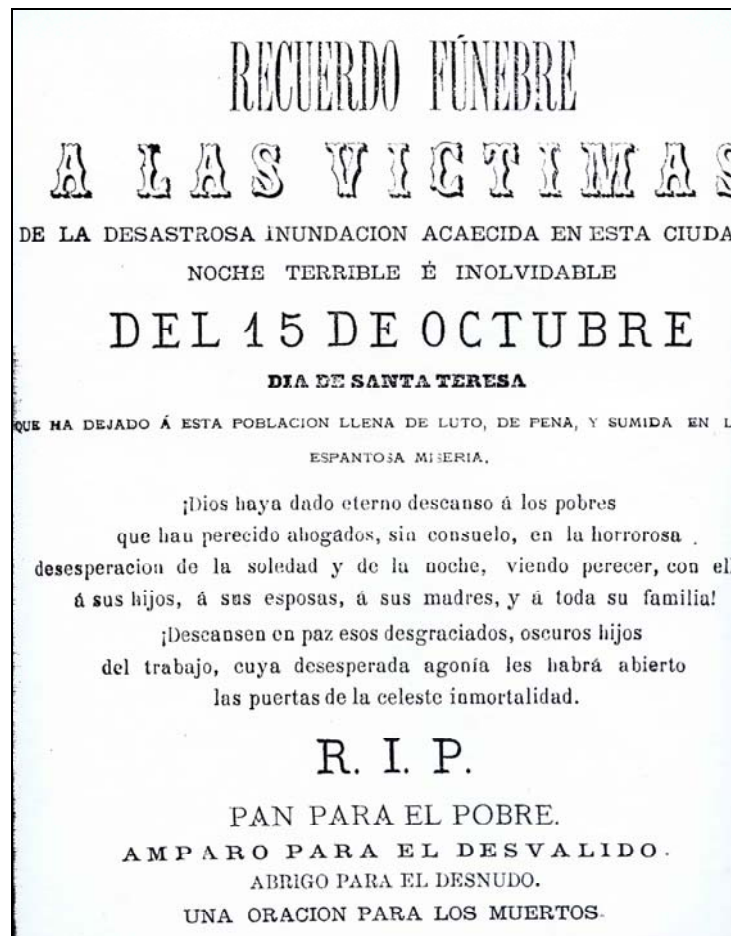 RECUERDO FÚNEBRE
A LAS VICTIMAS
DE LA DESASTROSA INUNDACION ACAECIDA EN ESTA CIUDA
NOCHE TERRIBLE É INOLVIDABLE
DEL 15 DE OCTUBRE
DIA DE SANTA TERESA
QUE HA DEJADO Á ESTA POBLACION LLENA DE LUTO, DE PENA, Y SUMIDA EN L
ESPANTOSA MISERIA.
¡Dios haya dado eterno descanso á los pobres
que han perecido ahogados, sin consuelo, en la horrorosa
desesperacion de la soledad y de la noche, viendo perecer, con el
á sus hijos, á sus esposas, á sus madres, y á toda su familia!
¡Descansen en paz esos desgraciados, oscuros hijos
del trabajo, cuya desesperada agonía les habrá abierto
las puertas de la celeste inmortalidad.
R. I. P.
PAN PARA EL POBRE.
AMPARO PARA EL DESVALIDO.
ABRIGO PARA EL DESNUDO.
UNA ORACION PARA LOS MUERTOS.